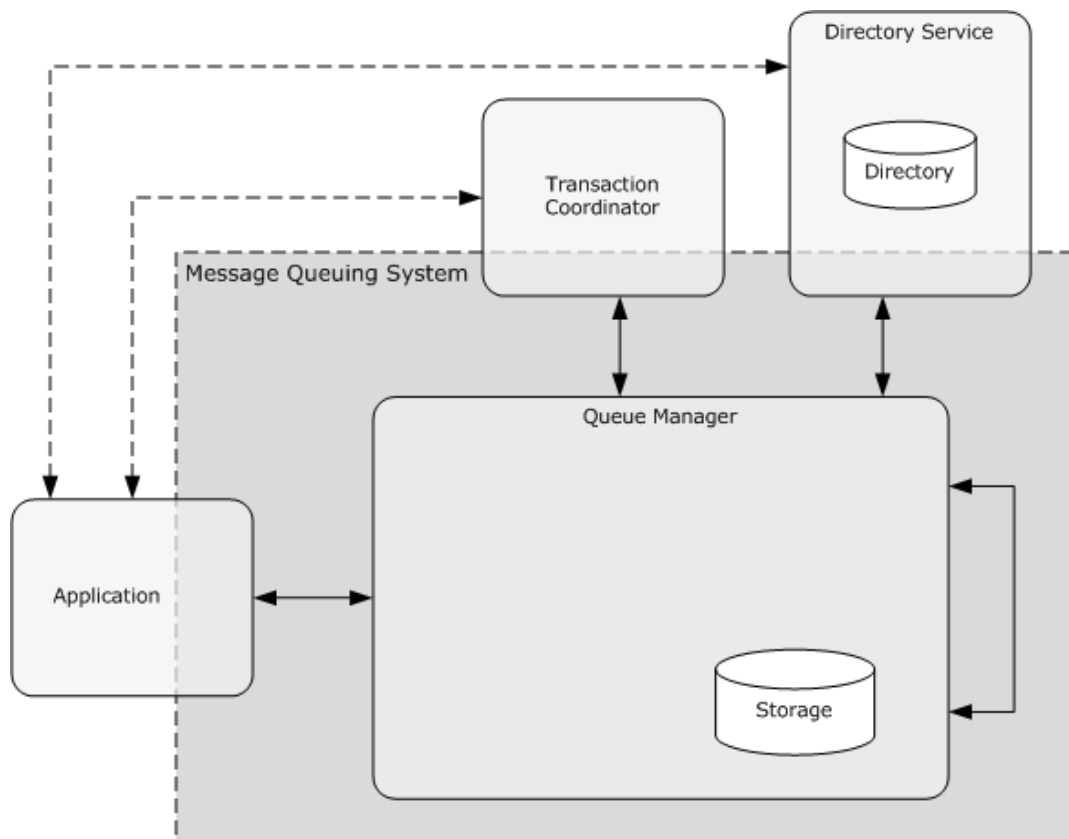 Directory Service
Directory
Transaction
Coordinator
Message Queuing System
Queue Manager
Application
Storage